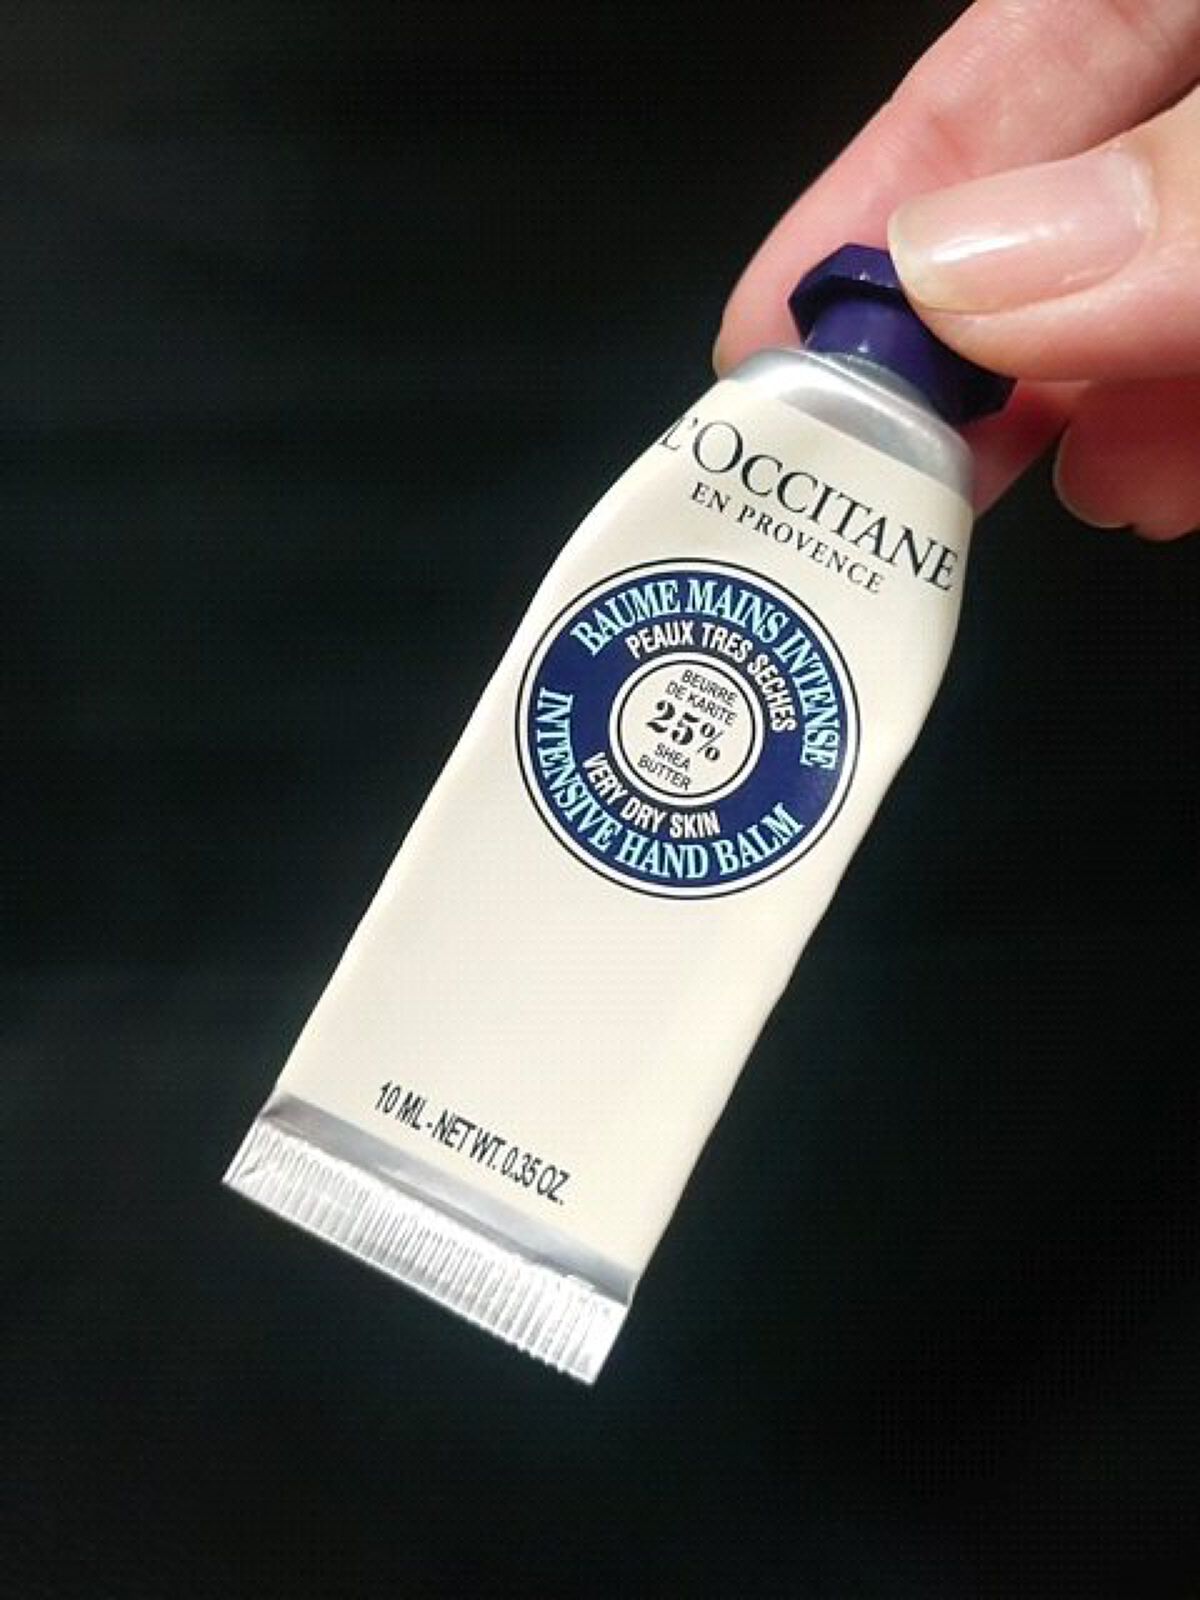 L'OCCITANE
EN PROVENCE
BAUME MAINS INTENSE
PEAUX TRES SECHES
BEURRE
DE KARITE
25%
SHEA
BUTTER
VERY DRY SKIN
INTENSIVE HAND BALM
10 ML - NET WT. 0.35 OZ.